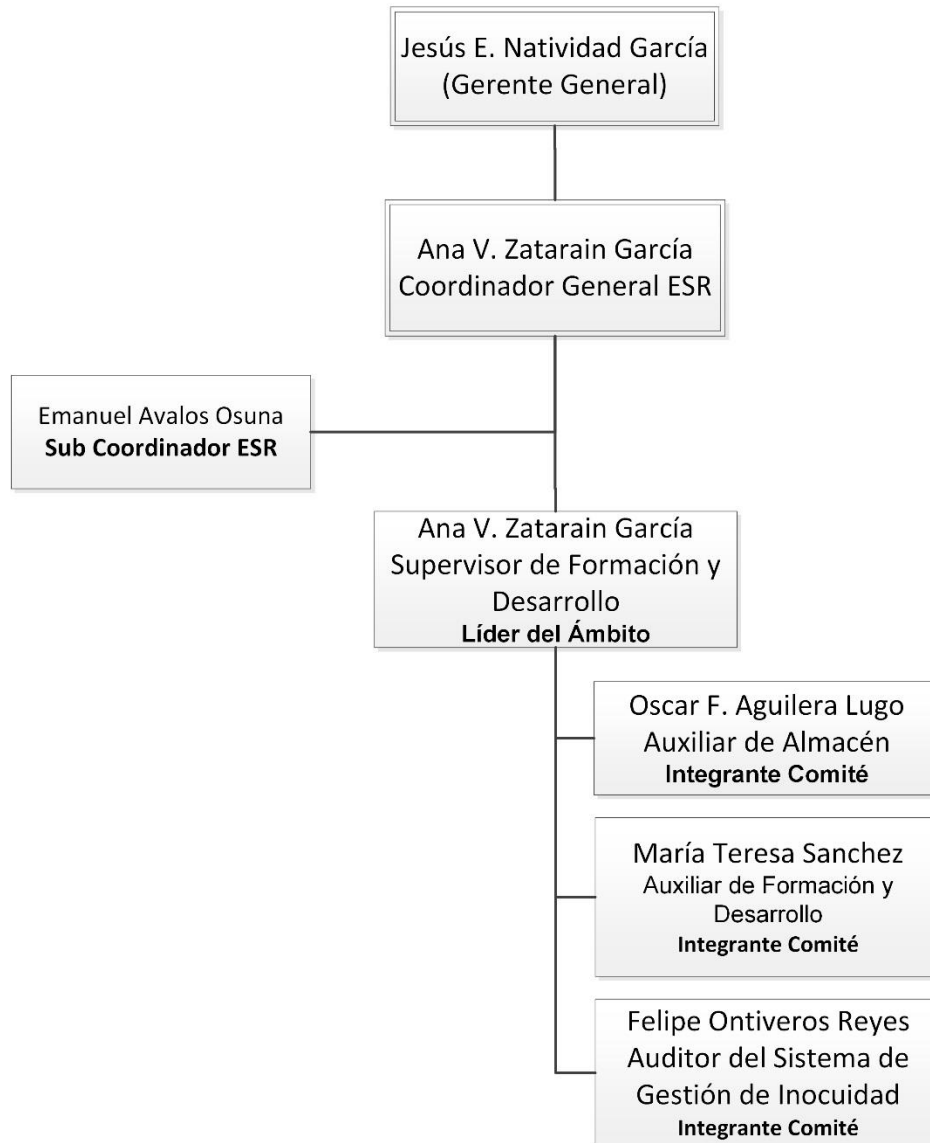 Jesús E. Natividad García
(Gerente General)
Ana V. Zatarain García
Coordinador General ESR
Emanuel Avalos Osuna
Sub Coordinador ESR
Ana V. Zatarain García
Supervisor de Formación y
Desarrollo
Líder del Ámbito
Oscar F. Aguilera Lugo
Auxiliar de Almacén
Integrante Comité
María Teresa Sanchez
Auxiliar de Formación y
Desarrollo
Integrante Comité
Felipe Ontiveros Reyes
Auditor del Sistema de
Gestión de Inocuidad
Integrante Comité